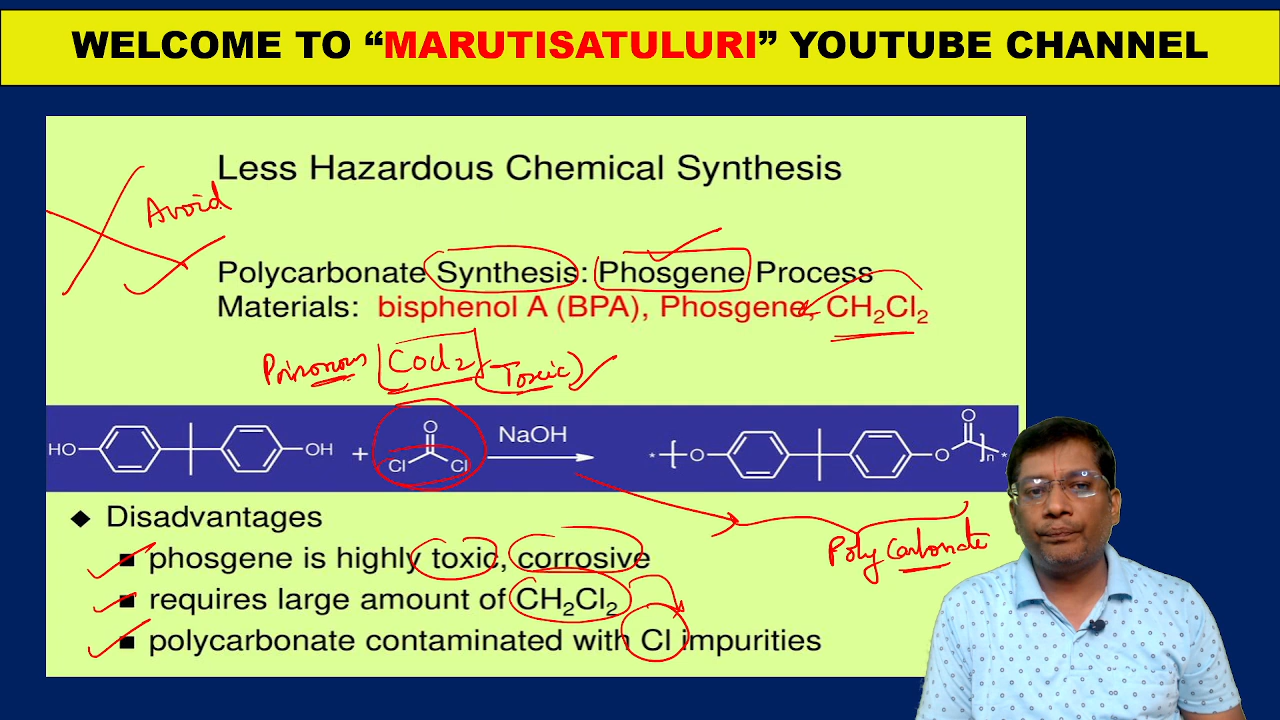 WELCOME TO “MARUTISATULURI” YOUTUBE CHANNEL
Less Hazardous Chemical Synthesis
Avoid
Polycarbonate Synthesis: Phosgene Process
Materials: bisphenol A (BPA), Phosgene, CH₂Cl₂
Poisonous COCl₂ (Toxic)
HO OH + O Cl Cl NaOH * [ O O O ]n *
Disadvantages
phosgene is highly toxic, corrosive
Poly Carbonate
requires large amount of CH₂Cl₂
polycarbonate contaminated with Cl impurities